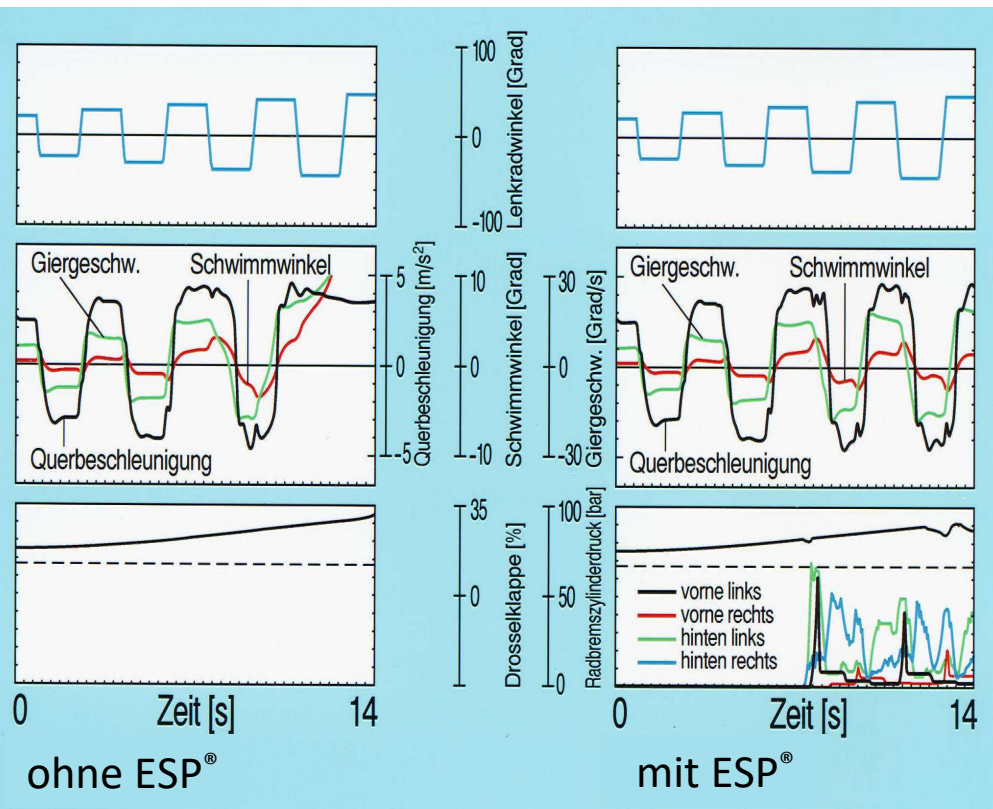 100
0
-100
Lenkradwinkel [Grad]
Giergeschw.
Schwimmwinkel
Querbeschleunigung
5
0
-5
Querbeschleunigung [m/s²]
10
0
-10
Schwimmwinkel [Grad]
30
0
-30
Giergeschw. [Grad/s]
Giergeschw.
Schwimmwinkel
Querbeschleunigung
35
0
Drosselklappe [%]
100
50
0
Radbremszylinderdruck [bar]
vorne links
vorne rechts
hinten links
hinten rechts
0
Zeit [s]
14
0
Zeit [s]
14
ohne ESP®
mit ESP®